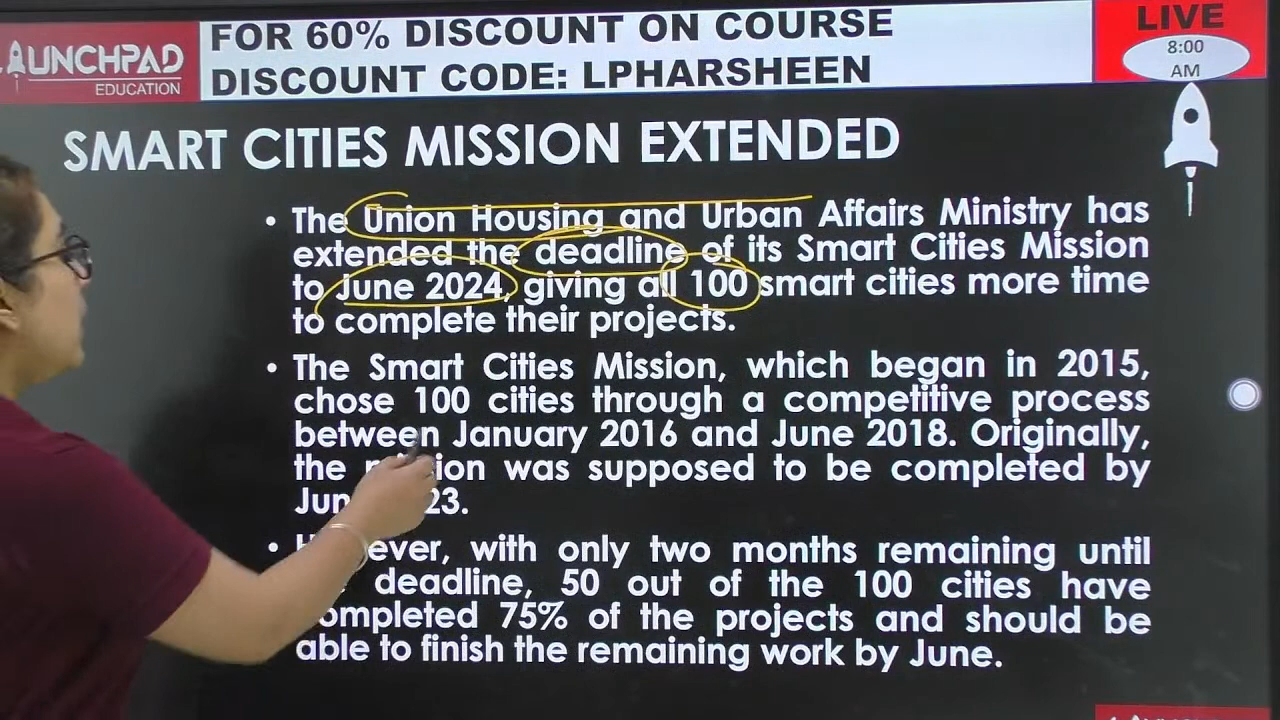 FOR 60% DISCOUNT ON COURSE
DISCOUNT CODE: LPHARSHEEN
LAUNCHPAD
EDUCATION
LIVE
8:00
AM
SMART CITIES MISSION EXTENDED
• The Union Housing and Urban Affairs Ministry has
extended the deadline of its Smart Cities Mission
to June 2024, giving all 100 smart cities more time
to complete their projects.
• The Smart Cities Mission, which began in 2015,
chose 100 cities through a competitive process
between January 2016 and June 2018. Originally,
the mission was supposed to be completed by
23.
• However, with only two months remaining until
deadline, 50 out of the 100 cities have
completed 75% of the projects and should be
able to finish the remaining work by June.